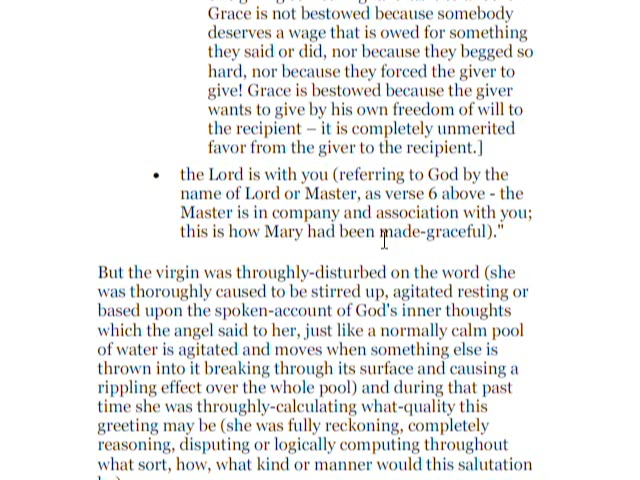 Grace is not bestowed because somebody
deserves a wage that is owed for something
they said or did, nor because they begged so
hard, nor because they forced the giver to
give! Grace is bestowed because the giver
wants to give by his own freedom of will to
the recipient – it is completely unmerited
favor from the giver to the recipient.]
• the Lord is with you (referring to God by the
name of Lord or Master, as verse 6 above - the
Master is in company and association with you;
this is how Mary had been made-graceful)."
But the virgin was throughly-disturbed on the word (she
was thoroughly caused to be stirred up, agitated resting or
based upon the spoken-account of God's inner thoughts
which the angel said to her, just like a normally calm pool
of water is agitated and moves when something else is
thrown into it breaking through its surface and causing a
rippling effect over the whole pool) and during that past
time she was throughly-calculating what-quality this
greeting may be (she was fully reckoning, completely
reasoning, disputing or logically computing throughout
what sort, how, what kind or manner would this salutation